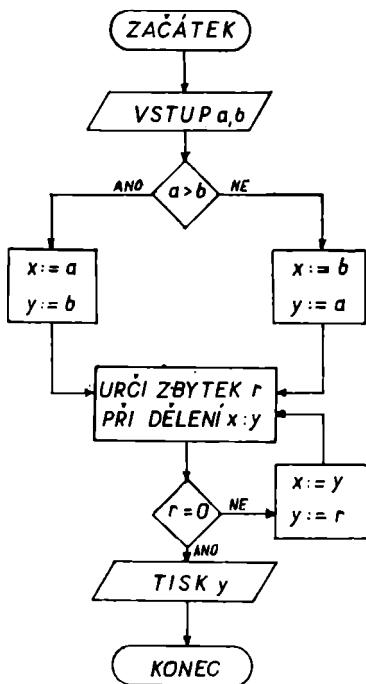 ZAČÁTEK
VSTUP a,b
a>b
ANO
NE
x:=a
y:=b
x:=b
y:=a
URČI ZBYTEK r
PŘI DĚLENÍ x:y
r=0
NE
x:=y
y:=r
ANO
TISK y
KONEC